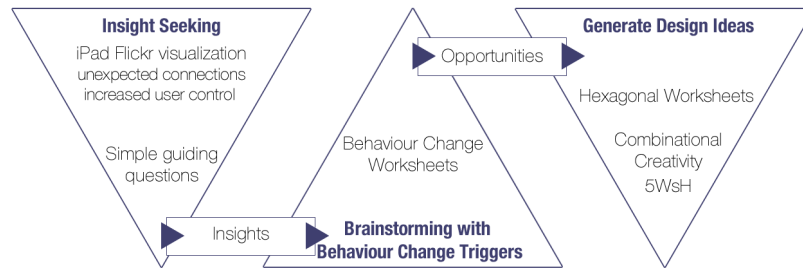 Insight Seeking
iPad Flickr visualization
unexpected connections
increased user control
Simple guiding
questions
Insights
Behaviour Change
Worksheets
Brainstorming with
Behaviour Change Triggers
Opportunities
Generate Design Ideas
Hexagonal Worksheets
Combinational
Creativity
5WsH